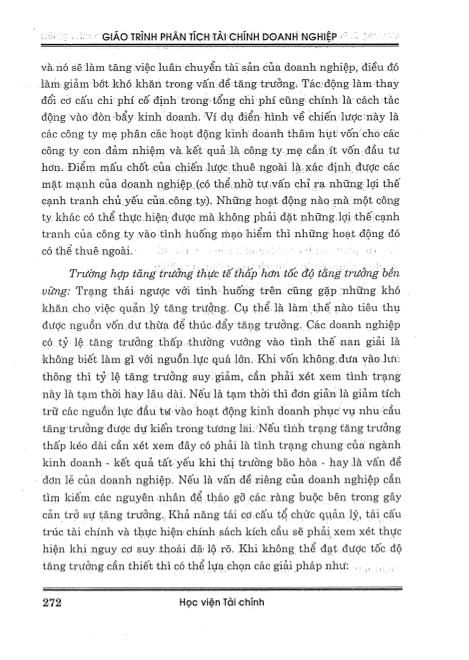 GIÁO TRÌNH PHÂN TÍCH TÀI CHÍNH DOANH NGHIỆP
và nó sẽ làm tăng việc luân chuyển tài sản của doanh nghiệp, điều đó
làm giảm bớt khó khăn trong vấn đề tăng trưởng. Tác động làm thay
đổi cơ cấu chi phí cố định trong tổng chi phí cũng chính là cách tác
động vào đòn bẩy kinh doanh. Ví dụ điển hình về chiến lược này là
các công ty mẹ phân các hoạt động kinh doanh thâm hụt vốn cho các
công ty con đảm nhiệm và kết quả là công ty mẹ cần ít vốn đầu tư
hơn. Điểm mấu chốt của chiến lược thuê ngoài là xác định được các
mặt mạnh của doanh nghiệp (có thể nhờ tư vấn chỉ ra những lợi thế
cạnh tranh chủ yếu của công ty). Những hoạt động nào mà một công
ty khác có thể thực hiện được mà không phải đặt những lợi thế cạnh
tranh của công ty vào tình huống mạo hiểm thì những hoạt động đó
có thể thuê ngoài.
Trường hợp tăng trưởng thực tế thấp hơn tốc độ tăng trưởng bền
vững: Trạng thái ngược với tình huống trên cũng gặp những khó
khăn cho việc quản lý tăng trưởng. Cụ thể là làm thế nào tiêu thụ
được nguồn vốn dư thừa để thúc đẩy tăng trưởng. Các doanh nghiệp
có tỷ lệ tăng trưởng thấp thường vướng vào tình thế nan giải là
không biết làm gì với nguồn lực quá lớn. Khi vốn không đưa vào lưu
thông thì tỷ lệ tăng trưởng suy giảm, cần phải xét xem tình trạng
này là tạm thời hay lâu dài. Nếu là tạm thời thì đơn giản là giảm tích
trữ các nguồn lực đầu tư vào hoạt động kinh doanh phục vụ nhu cầu
tăng trưởng được dự kiến trong tương lai. Nếu tình trạng tăng trưởng
thấp kéo dài cần xét xem đây có phải là tình trạng chung của ngành
kinh doanh - kết quả tất yếu khi thị trường bão hòa - hay là vấn đề
đơn lẻ của doanh nghiệp. Nếu là vấn đề riêng của doanh nghiệp cần
tìm kiếm các nguyên nhân để tháo gỡ các ràng buộc bên trong gây
cản trở sự tăng trưởng. Khả năng tái cơ cấu tổ chức quản lý, tái cấu
trúc tài chính và thực hiện chính sách kích cầu sẽ phải xem xét thực
hiện khi nguy cơ suy thoái đã lộ rõ. Khi không thể đạt được tốc độ
tăng trưởng cần thiết thì có thể lựa chọn các giải pháp như:
272
Học viện Tài chính